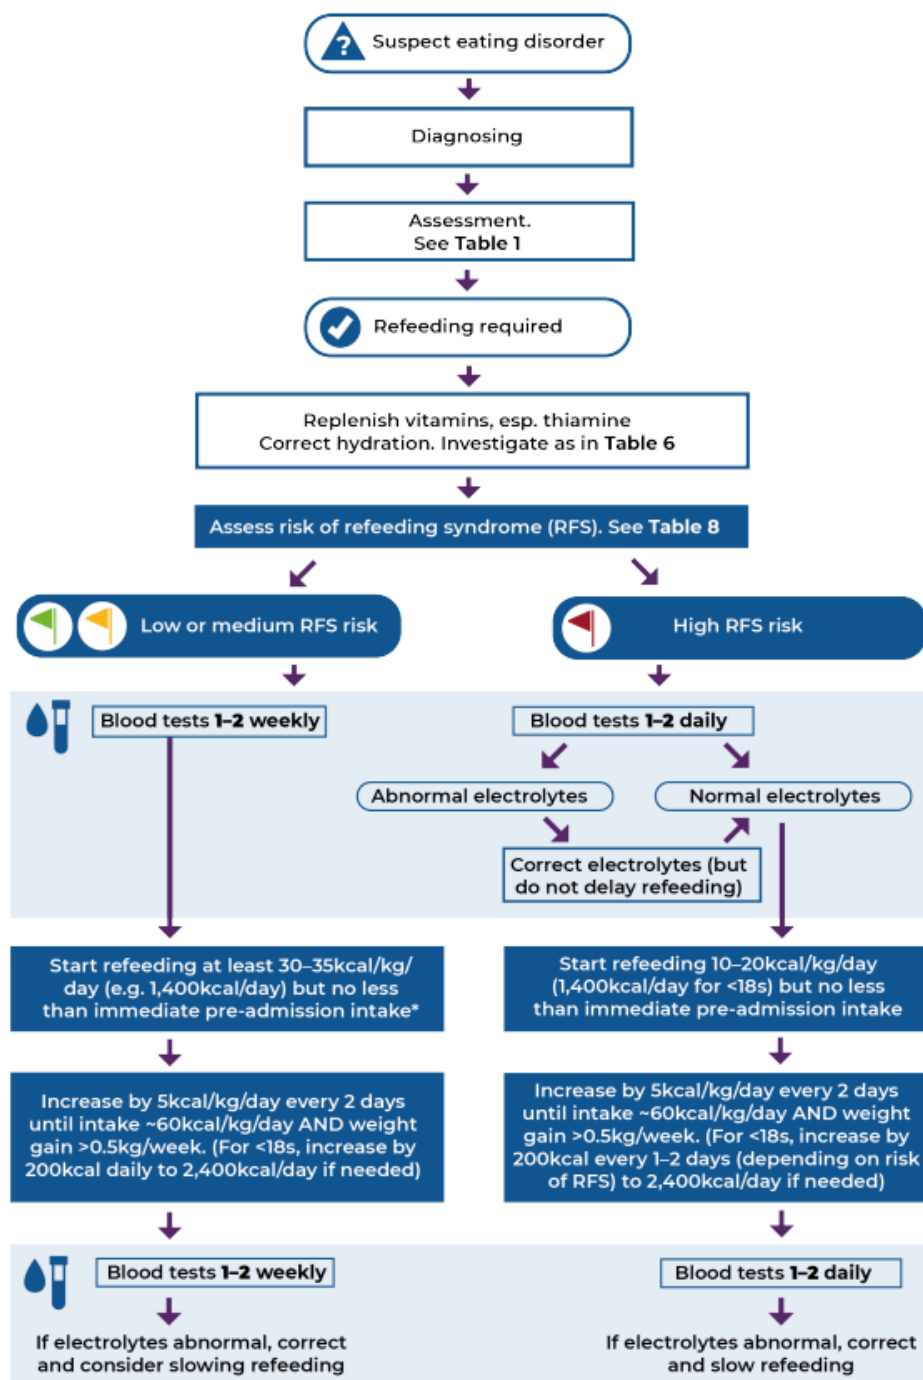 ?
Suspect eating disorder
Diagnosing
Assessment.
See Table 1
Refeeding required
Replenish vitamins, esp. thiamine
Correct hydration. Investigate as in Table 6
Assess risk of refeeding syndrome (RFS). See Table 8
Low or medium RFS risk
High RFS risk
Blood tests 1–2 weekly
Blood tests 1–2 daily
Abnormal electrolytes
Normal electrolytes
Correct electrolytes (but
do not delay refeeding)
Start refeeding at least 30–35kcal/kg/
day (e.g. 1,400kcal/day) but no less
than immediate pre-admission intake*
Start refeeding 10–20kcal/kg/day
(1,400kcal/day for <18s) but no less
than immediate pre-admission intake
Increase by 5kcal/kg/day every 2 days
until intake ~60kcal/kg/day AND weight
gain >0.5kg/week. (For <18s, increase by
200kcal daily to 2,400kcal/day if needed)
Increase by 5kcal/kg/day every 2 days
until intake ~60kcal/kg/day AND weight
gain >0.5kg/week. (For <18s, increase by
200kcal every 1–2 days (depending on risk
of RFS) to 2,400kcal/day if needed)
Blood tests 1–2 weekly
Blood tests 1–2 daily
If electrolytes abnormal, correct
and consider slowing refeeding
If electrolytes abnormal, correct
and slow refeeding